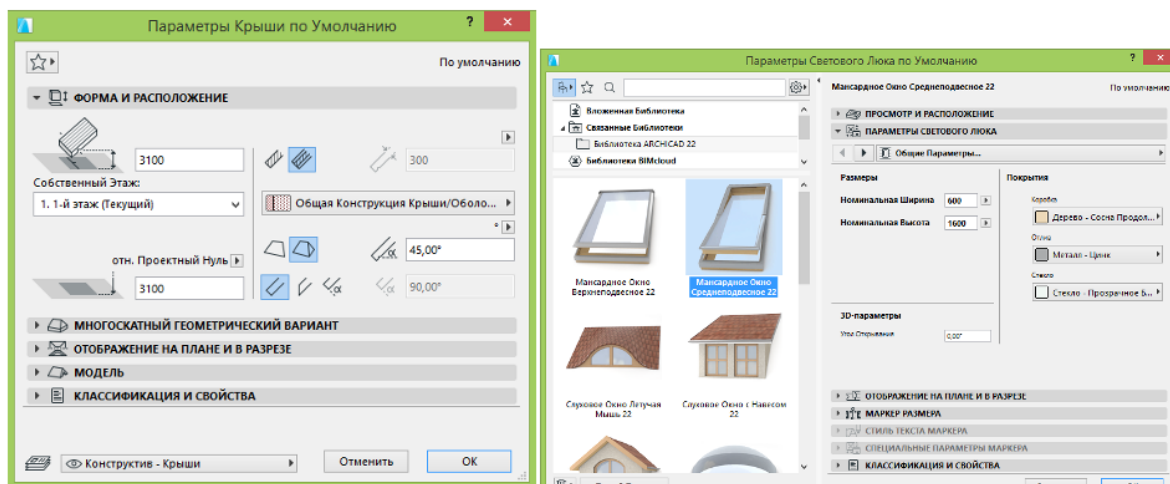 Параметры Крыши по Умолчанию
?
По умолчанию
ФОРМА И РАСПОЛОЖЕНИЕ
3100
300
Собственный Этаж:
1. 1-й этаж (Текущий)
Общая Конструкция Крыши/Оболо...
°
45,00°
отн. Проектный Нуль
3100
90,00°
МНОГОСКАТНЫЙ ГЕОМЕТРИЧЕСКИЙ ВАРИАНТ
ОТОБРАЖЕНИЕ НА ПЛАНЕ И В РАЗРЕЗЕ
МОДЕЛЬ
КЛАССИФИКАЦИЯ И СВОЙСТВА
Конструктив - Крыши
Отменить
OK
Параметры Светового Люка по Умолчанию
?
Вложенная Библиотека
Связанные Библиотеки
Библиотека ARCHICAD 22
Библиотеки BIMcloud
Мансардное Окно
Верхнеподвесное 22
Мансардное Окно
Среднеподвесное 22
Слуховое Окно Летучая
Мышь 22
Слуховое Окно с Навесом
22
Мансардное Окно Среднеподвесное 22
По умолчанию
ПРОСМОТР И РАСПОЛОЖЕНИЕ
ПАРАМЕТРЫ СВЕТОВОГО ЛЮКА
Общие Параметры...
Размеры
Номинальная Ширина
600
Номинальная Высота
1600
Покрытия
Коробка
Дерево - Сосна Продол...
Металл - Цинк
Стекло
Стекло - Прозрачное Б...
3D-параметры
Угол Открывания
0,00°
ОТОБРАЖЕНИЕ НА ПЛАНЕ И В РАЗРЕЗЕ
МАРКЕР РАЗМЕРА
СТИЛЬ ТЕКСТА МАРКЕРА
СПЕЦИАЛЬНЫЕ ПАРАМЕТРЫ МАРКЕРА
КЛАССИФИКАЦИЯ И СВОЙСТВА